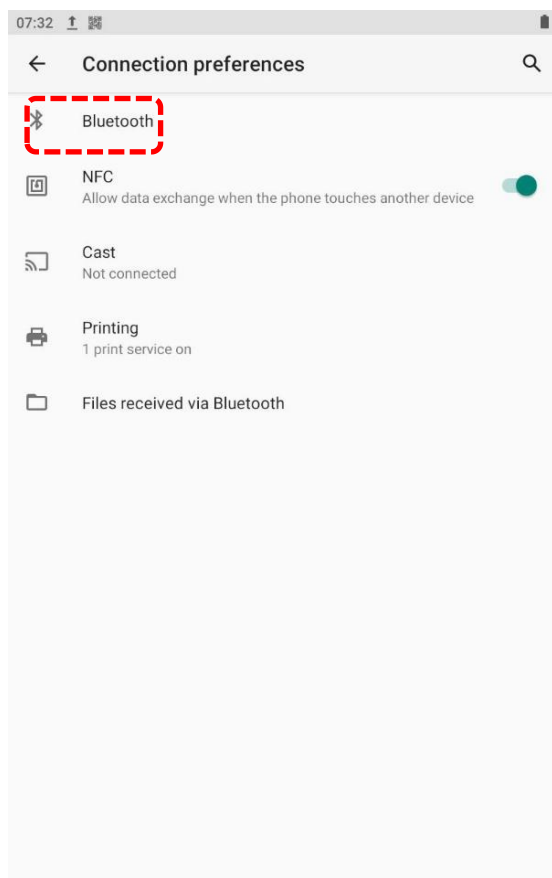 07:32
Connection preferences
Bluetooth
NFC
Allow data exchange when the phone touches another device
Cast
Not connected
Printing
1 print service on
Files received via Bluetooth